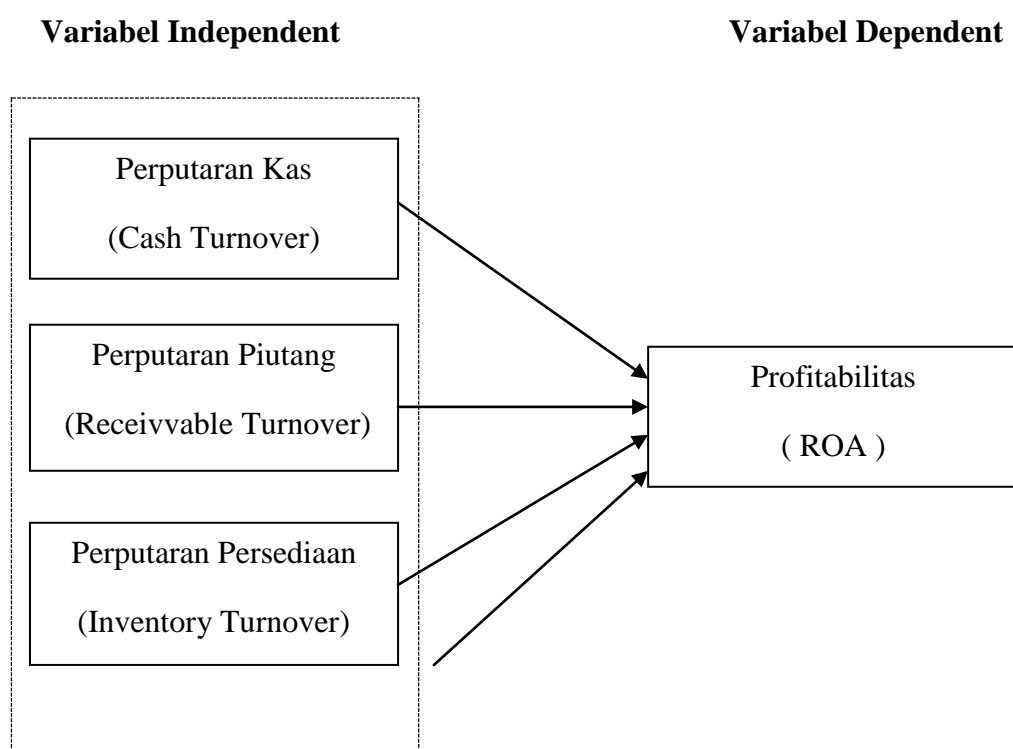 Variabel Independent
Variabel Dependent
Perputaran Kas
(Cash Turnover)
Perputaran Piutang
(Receivvable Turnover)
Perputaran Persediaan
(Inventory Turnover)
Profitabilitas
( ROA )